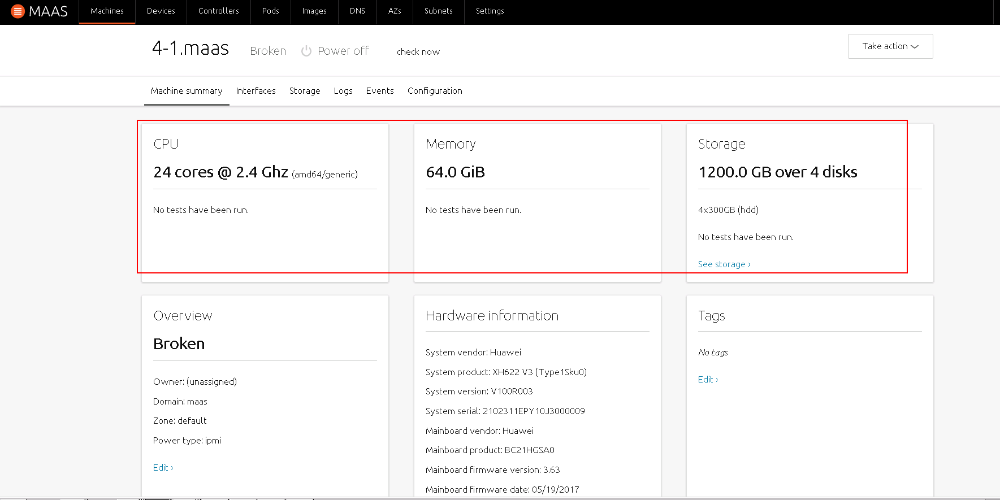 MAAS Machines Devices Controllers Pods Images DNS AZs Subnets Settings
4-1.maas Broken Power off check now Take action
Machine summary Interfaces Storage Logs Events Configuration
CPU
24 cores @ 2.4 Ghz (amd64/generic)
No tests have been run.
Memory
64.0 GiB
No tests have been run.
Storage
1200.0 GB over 4 disks
4x300GB (hdd)
No tests have been run.
See storage ›
Overview
Broken
Owner: (unassigned)
Domain: maas
Zone: default
Power type: ipmi
Edit ›
Hardware information
System vendor: Huawei
System product: XH622 V3 (Type1Sku0)
System version: V100R003
System serial: 2102311EPY10J3000009
Mainboard vendor: Huawei
Mainboard product: BC21HGSA0
Mainboard firmware version: 3.63
Mainboard firmware date: 05/19/2017
Tags
No tags
Edit ›